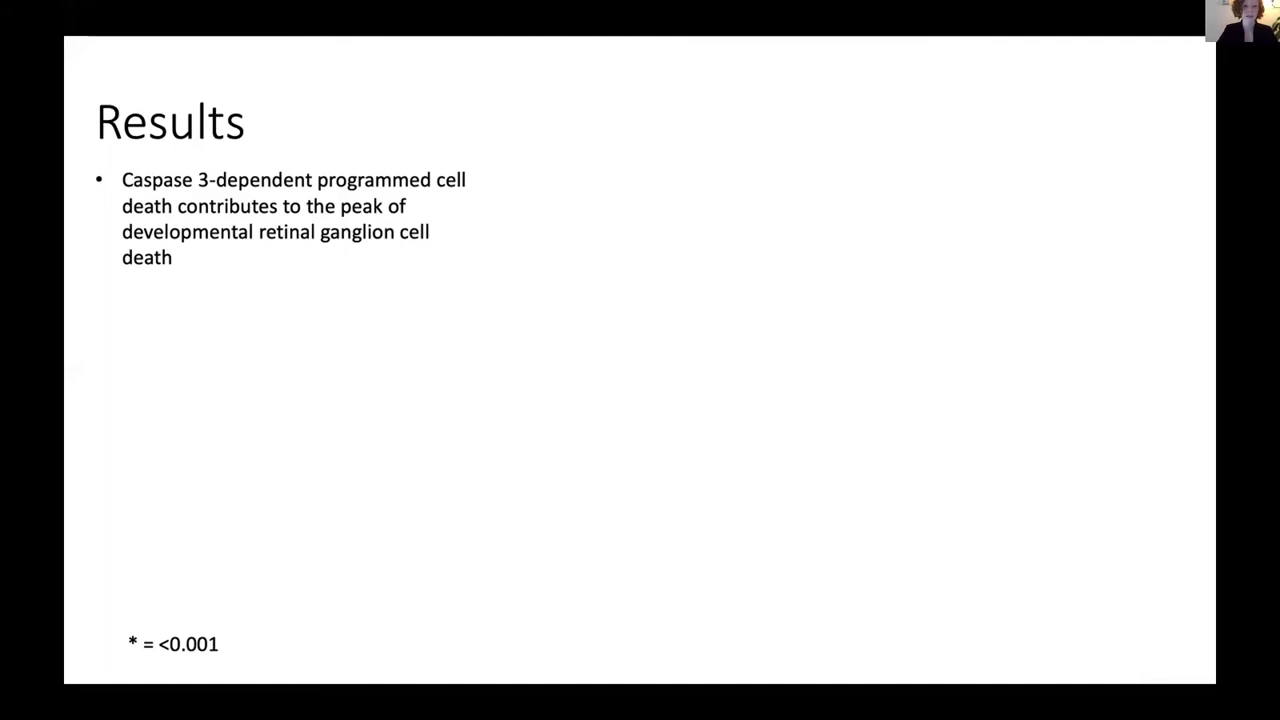 Results
• Caspase 3-dependent programmed cell
death contributes to the peak of
developmental retinal ganglion cell
death
* = <0.001